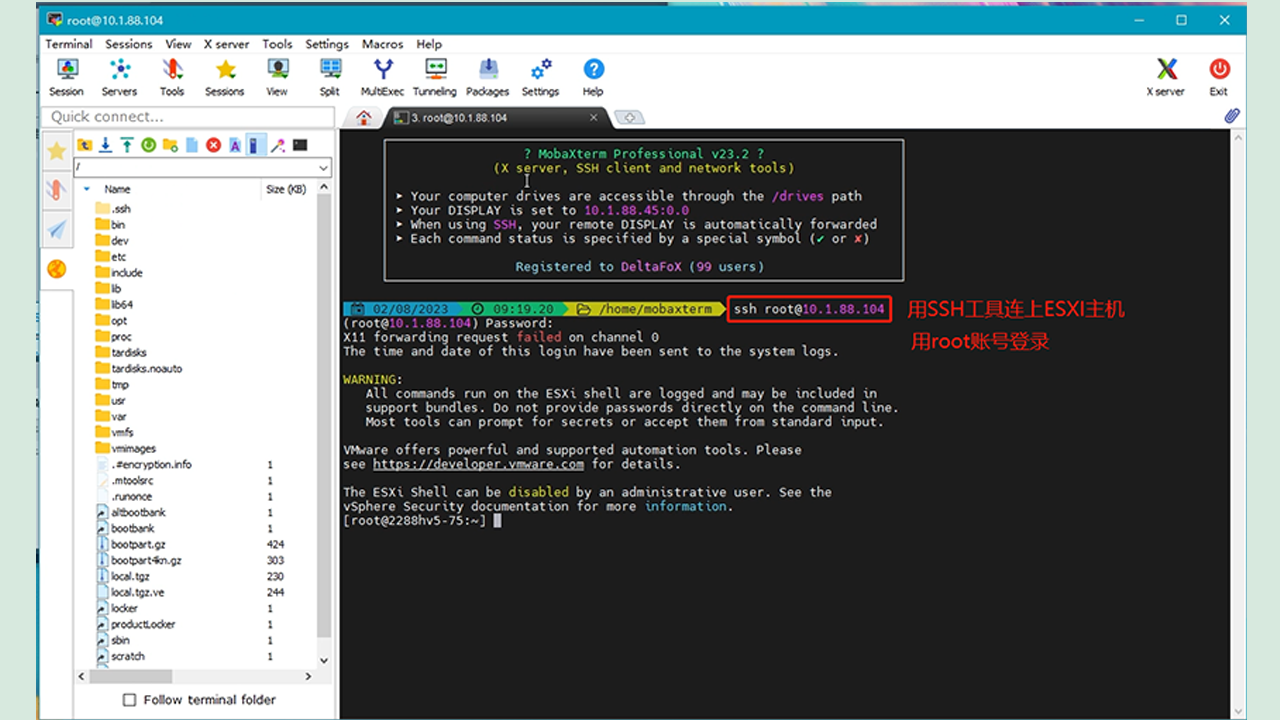 root@10.1.88.104
Terminal Sessions View X server Tools Settings Macros Help
Session Servers Tools Sessions View Split MultiExec Tunneling Packages Settings Help X server Exit
Quick connect...
3. root@10.1.88.104
/
Name Size (KB)
.ssh
bin
dev
etc
include
lib
lib64
opt
proc
tardisks
tardisks.noauto
tmp
usr
var
vmfs
vmimages
.#encryption.info 1
.mtoolsrc 1
.runonce 1
altbootbank 1
bootbank 1
bootpart.gz 424
bootpart4kn.gz 303
local.tgz 230
local.tgz.ve 244
locker 1
productLocker 1
sbin 1
scratch 1
Follow terminal folder
? MobaXterm Professional v23.2 ?
(X server, SSH client and network tools)
➤ Your computer drives are accessible through the /drives path
➤ Your DISPLAY is set to 10.1.88.45:0.0
➤ When using SSH, your remote DISPLAY is automatically forwarded
➤ Each command status is specified by a special symbol (✔ or ✘)
Registered to DeltaFoX (99 users)
02/08/2023 09:19.20 /home/mobaxterm ssh root@10.1.88.104
用SSH工具连上ESXI主机
用root账号登录
(root@10.1.88.104) Password:
X11 forwarding request failed on channel 0
The time and date of this login have been sent to the system logs.
WARNING:
All commands run on the ESXi shell are logged and may be included in
support bundles. Do not provide passwords directly on the command line.
Most tools can prompt for secrets or accept them from standard input.
VMware offers powerful and supported automation tools. Please
see https://developer.vmware.com for details.
The ESXi Shell can be disabled by an administrative user. See the
vSphere Security documentation for more information.
[root@2288hv5-75:~]